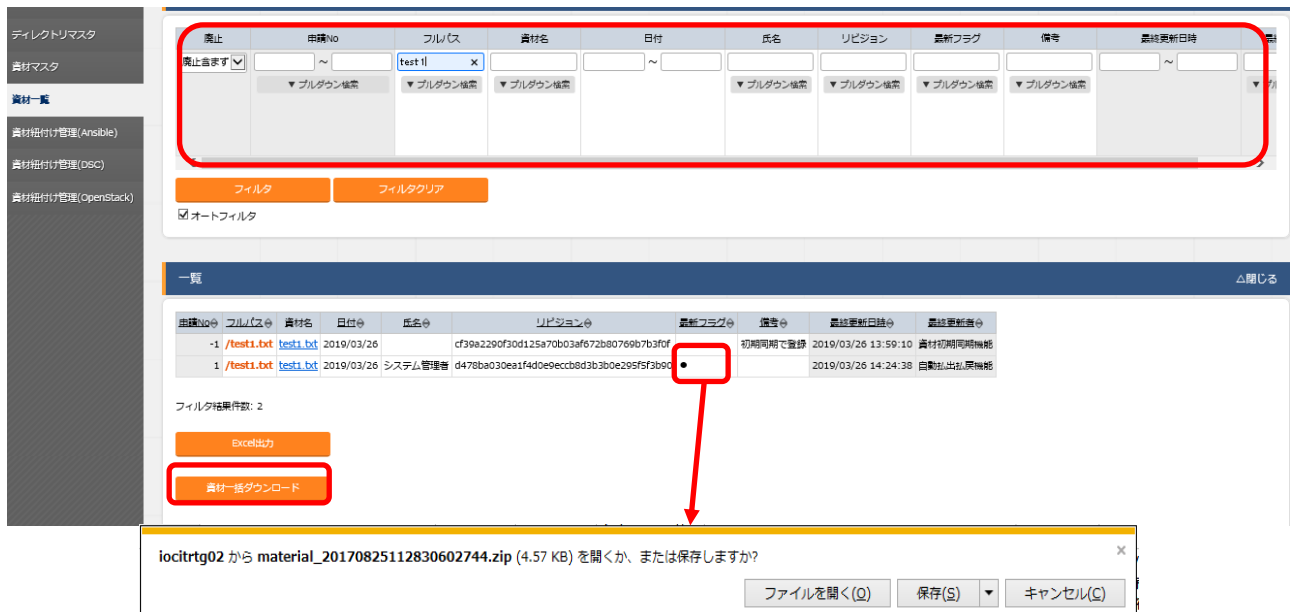 ディレクトリマスタ
資材マスタ
資材一覧
資材紐付け管理(Ansible)
資材紐付け管理(DSC)
資材紐付け管理(OpenStack)
廃止 申請No フルパス 資材名 日付 氏名 リビジョン 最新フラグ 備考 最終更新日時
廃止含まず ～ test1 × ～ ～
▼ プルダウン検索 ▼ プルダウン検索 ▼ プルダウン検索 ▼ プルダウン検索 ▼ プルダウン検索 ▼ プルダウン検索 ▼ プルダウン検索
フィルタ フィルタクリア
オートフィルタ
一覧 △閉じる
申請No フルパス 資材名 日付 氏名 リビジョン 最新フラグ 備考 最終更新日時 最終更新者
-1 /test1.txt test1.txt 2019/03/26 cf39a2290f30d125a70b03af672b80769b7b3f0f 初期同期で登録 2019/03/26 13:59:10 資材初期同期機能
1 /test1.txt test1.txt 2019/03/26 システム管理者 d478ba030ea1f4d0e9eccb8d3b3b0e295f5f3b90 ● 2019/03/26 14:24:38 自動払出払戻機能
フィルタ結果件数: 2
Excel出力
資材一括ダウンロード
iocitrtg02 から material_20170825112830602744.zip (4.57 KB) を開くか、または保存しますか? ×
ファイルを開く(O) 保存(S) ▼ キャンセル(C)